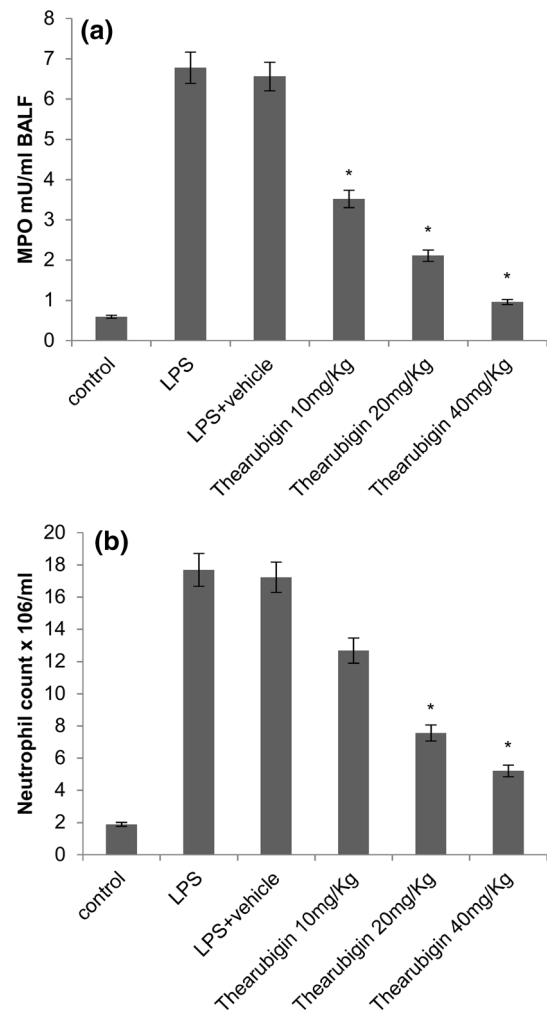 (a)
MPO mU/ml BALF
8
7
6
5
4
3
2
1
0
*
*
*
control
LPS
LPS+vehicle
Thearubigin 10mg/Kg
Thearubigin 20mg/Kg
Thearubigin 40mg/Kg
(b)
Neutrophil count x 106/ml
20
18
16
14
12
10
8
6
4
2
0
*
*
control
LPS
LPS+vehicle
Thearubigin 10mg/Kg
Thearubigin 20mg/Kg
Thearubigin 40mg/Kg